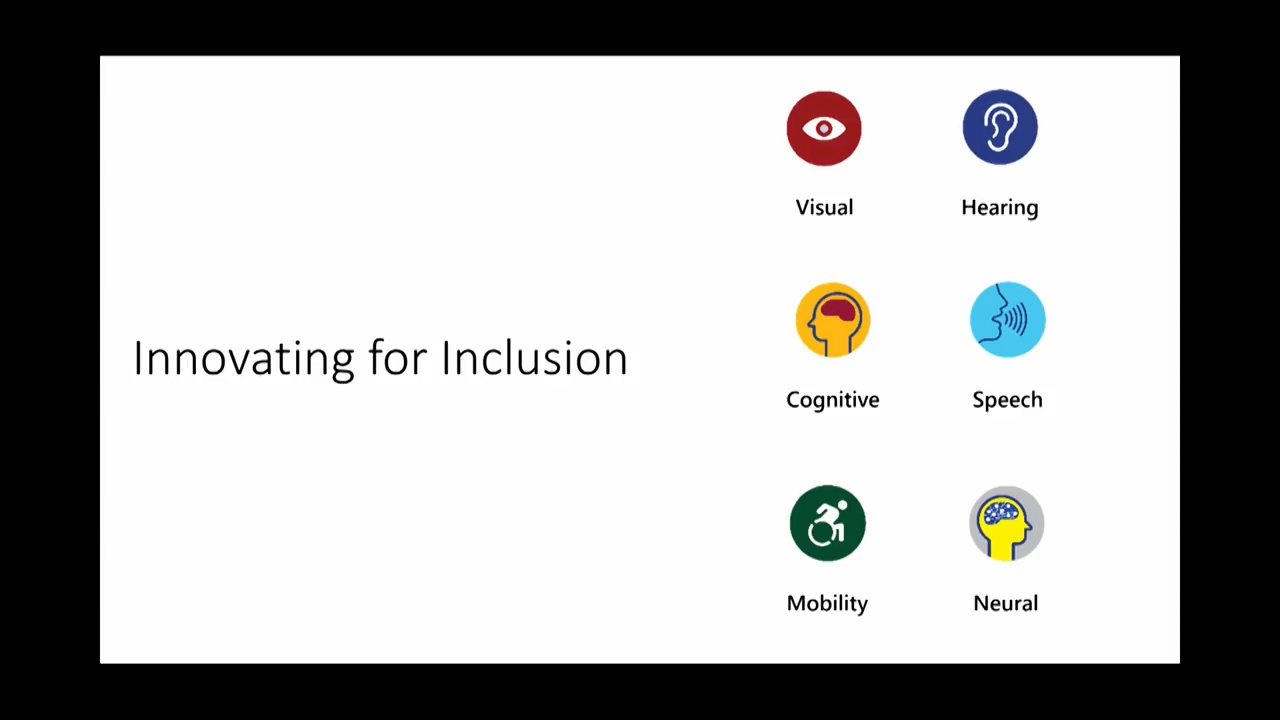 Innovating for Inclusion
Visual
Hearing
Cognitive
Speech
Mobility
Neural